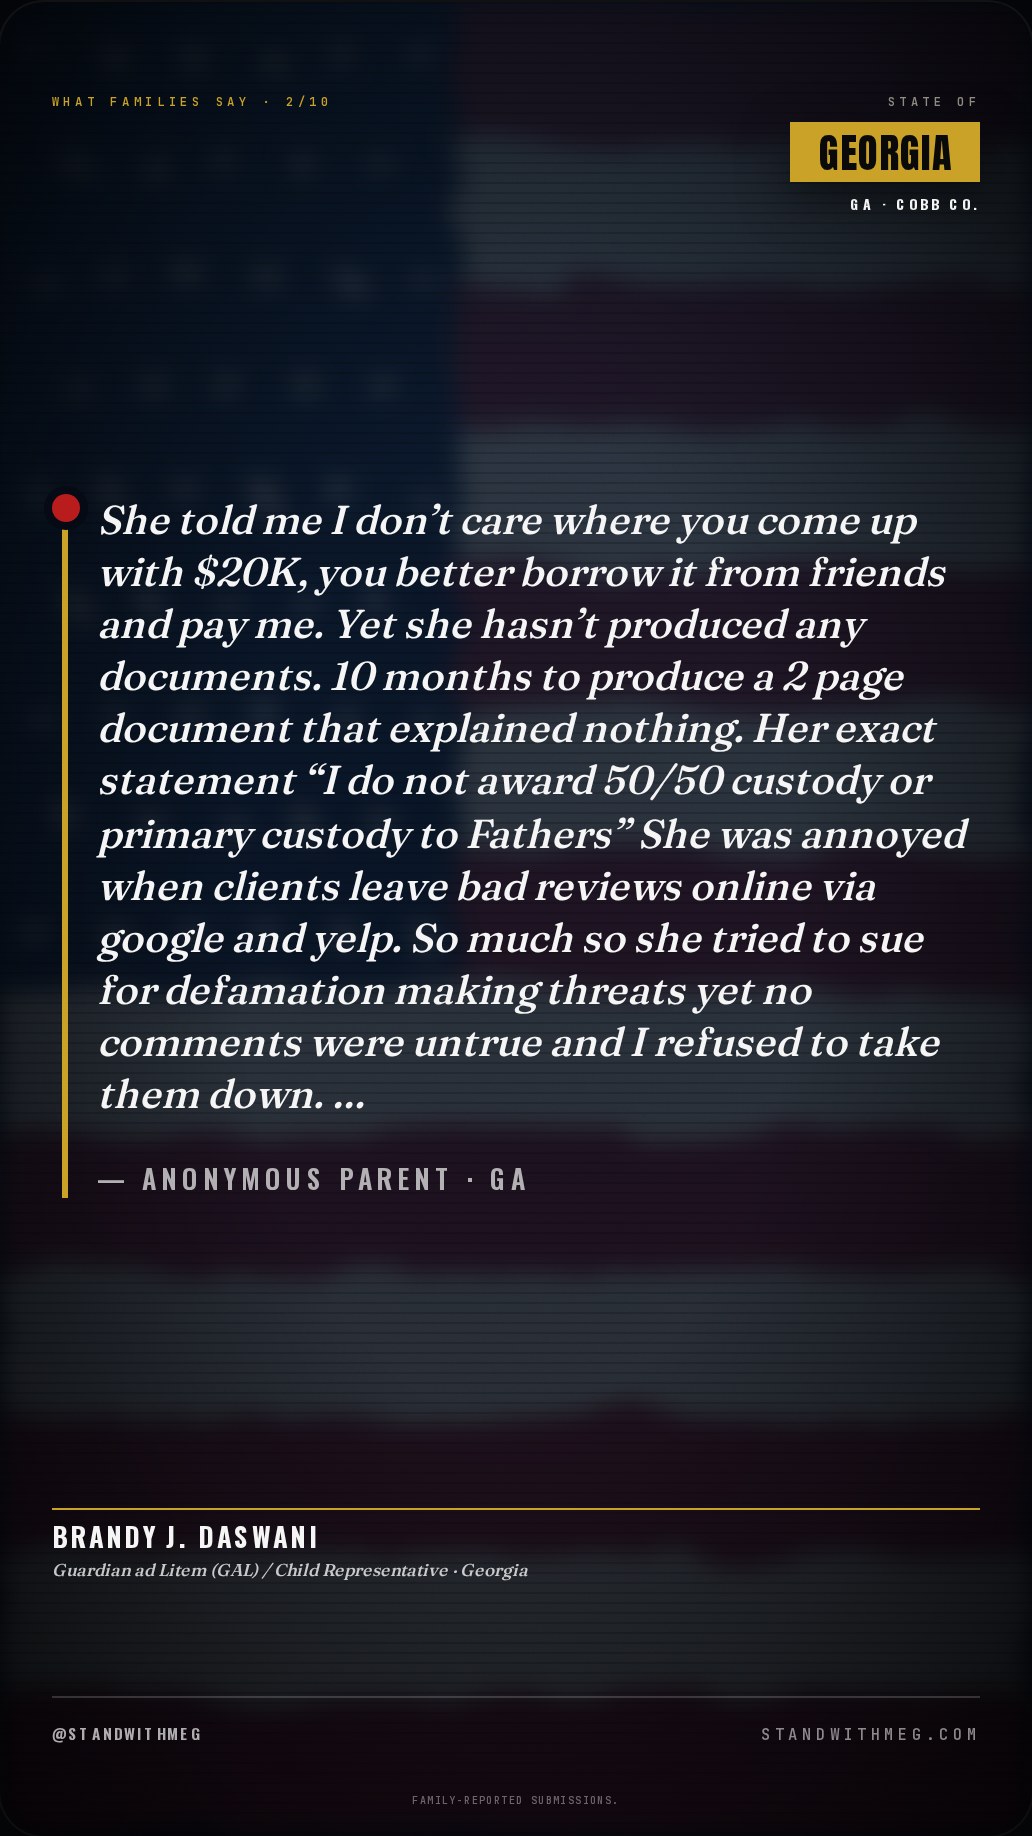 WHAT FAMILIES SAY · 2/10
STATE OF
GEORGIA
GA · COBB CO.
She told me I don’t care where you come up
with $20K, you better borrow it from friends
and pay me. Yet she hasn’t produced any
documents. 10 months to produce a 2 page
document that explained nothing. Her exact
statement “I do not award 50/50 custody or
primary custody to Fathers” She was annoyed
when clients leave bad reviews online via
google and yelp. So much so she tried to sue
for defamation making threats yet no
comments were untrue and I refused to take
them down. ...
— ANONYMOUS PARENT · GA
BRANDY J. DASWANI
Guardian ad Litem (GAL) / Child Representative · Georgia
@STANDWITHMEG
STANDWITHMEG.COM
FAMILY-REPORTED SUBMISSIONS.